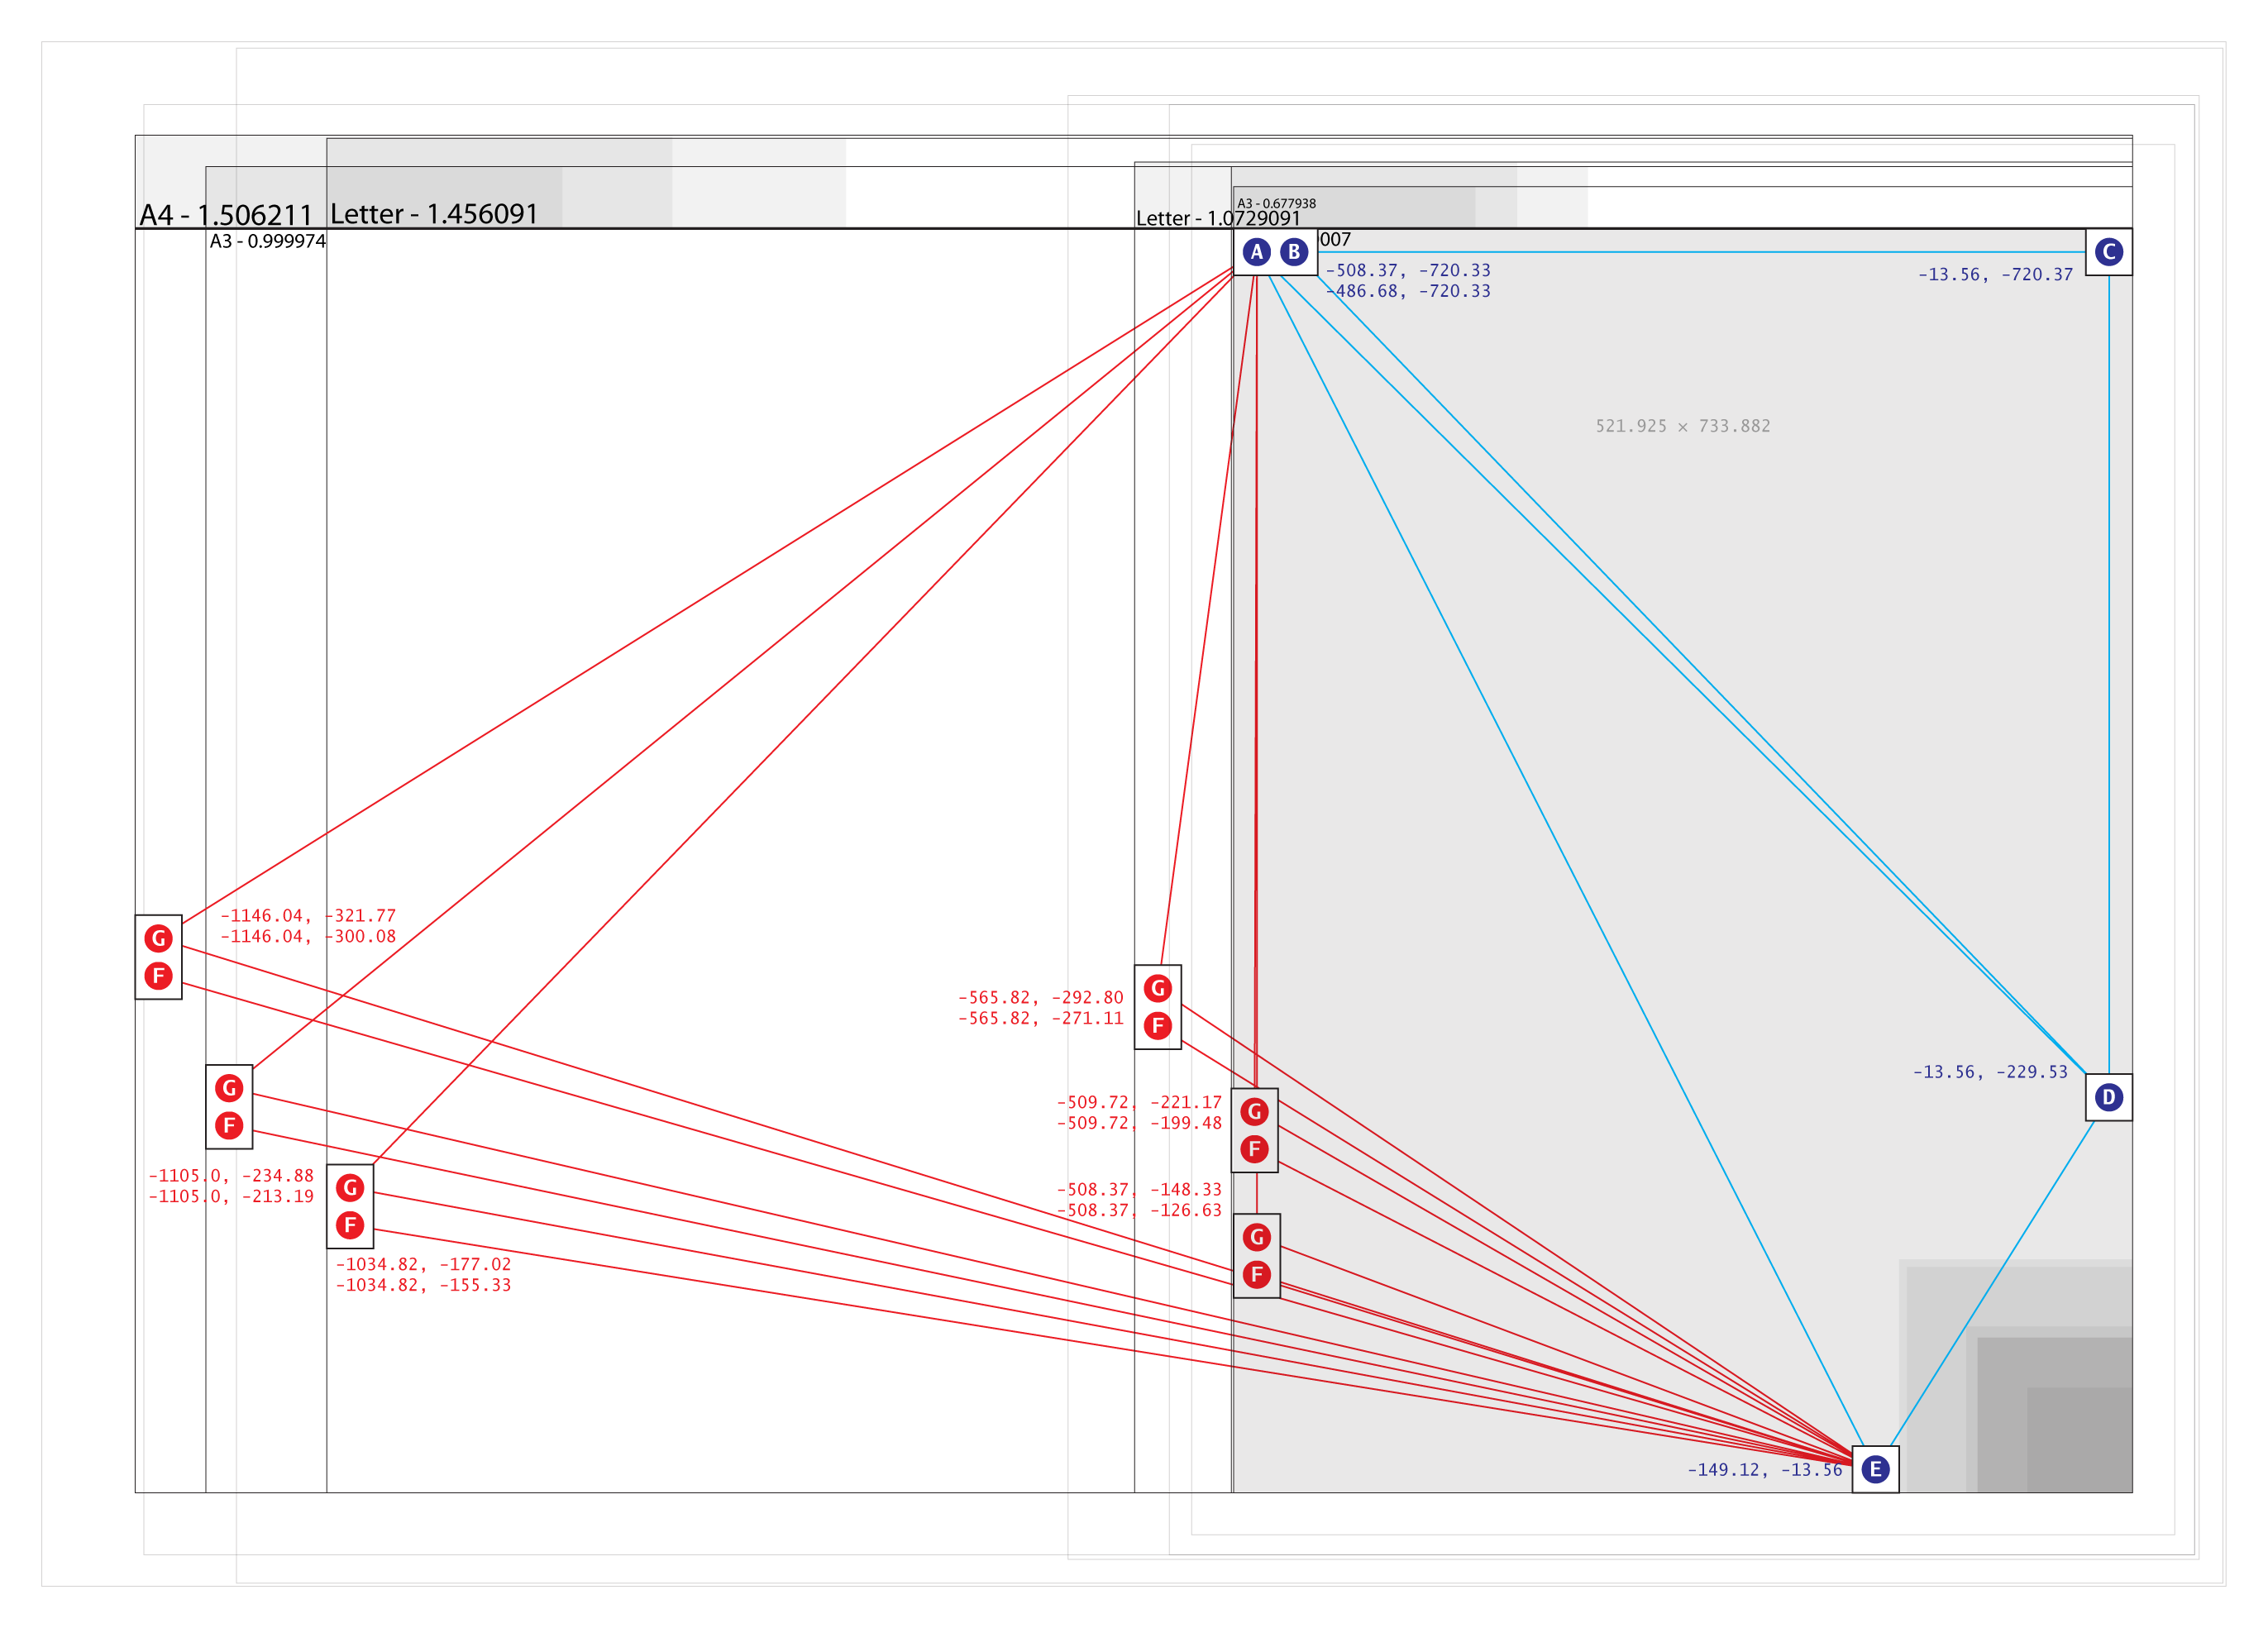 A3 - 0.677938
A4 - 1.506211
Letter - 1.456091
Letter - 1.0729091
A3 - 0.999974
007
A
B
C
-508.37, -720.33
-486.68, -720.33
-13.56, -720.37
521.925 × 733.882
-1146.04, -321.77
-1146.04, -300.08
G
F
-565.82, -292.80
-565.82, -271.11
G
F
-13.56, -229.53
D
G
F
-509.72, -221.17
-509.72, -199.48
G
F
-1105.0, -234.88
-1105.0, -213.19
G
F
-508.37, -148.33
-508.37, -126.63
G
F
-1034.82, -177.02
-1034.82, -155.33
-149.12, -13.56
E